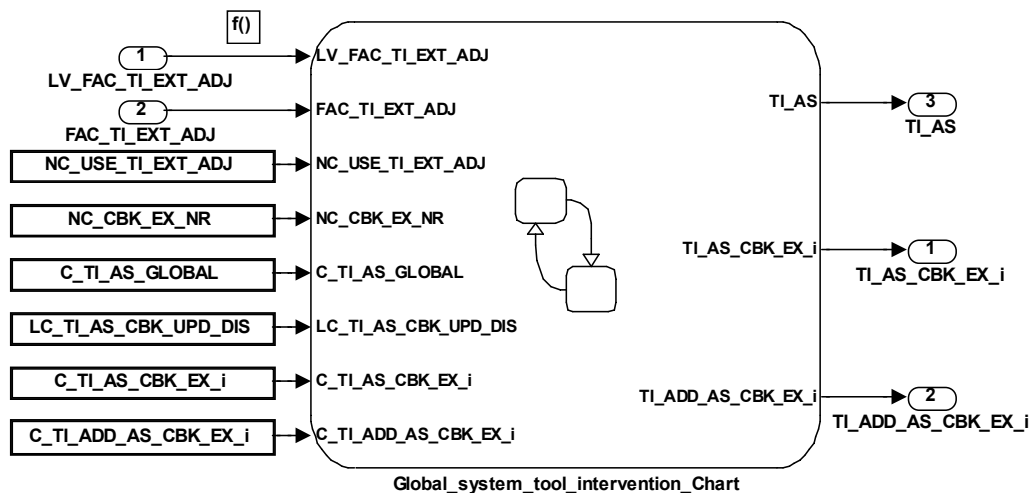 f()
1
LV_FAC_TI_EXT_ADJ
LV_FAC_TI_EXT_ADJ
2
FAC_TI_EXT_ADJ
FAC_TI_EXT_ADJ
NC_USE_TI_EXT_ADJ
NC_USE_TI_EXT_ADJ
NC_CBK_EX_NR
NC_CBK_EX_NR
C_TI_AS_GLOBAL
C_TI_AS_GLOBAL
LC_TI_AS_CBK_UPD_DIS
LC_TI_AS_CBK_UPD_DIS
C_TI_AS_CBK_EX_i
C_TI_AS_CBK_EX_i
C_TI_ADD_AS_CBK_EX_i
C_TI_ADD_AS_CBK_EX_i
TI_AS
3
TI_AS
TI_AS_CBK_EX_i
1
TI_AS_CBK_EX_i
TI_ADD_AS_CBK_EX_i
2
TI_ADD_AS_CBK_EX_i
Global_system_tool_intervention_Chart